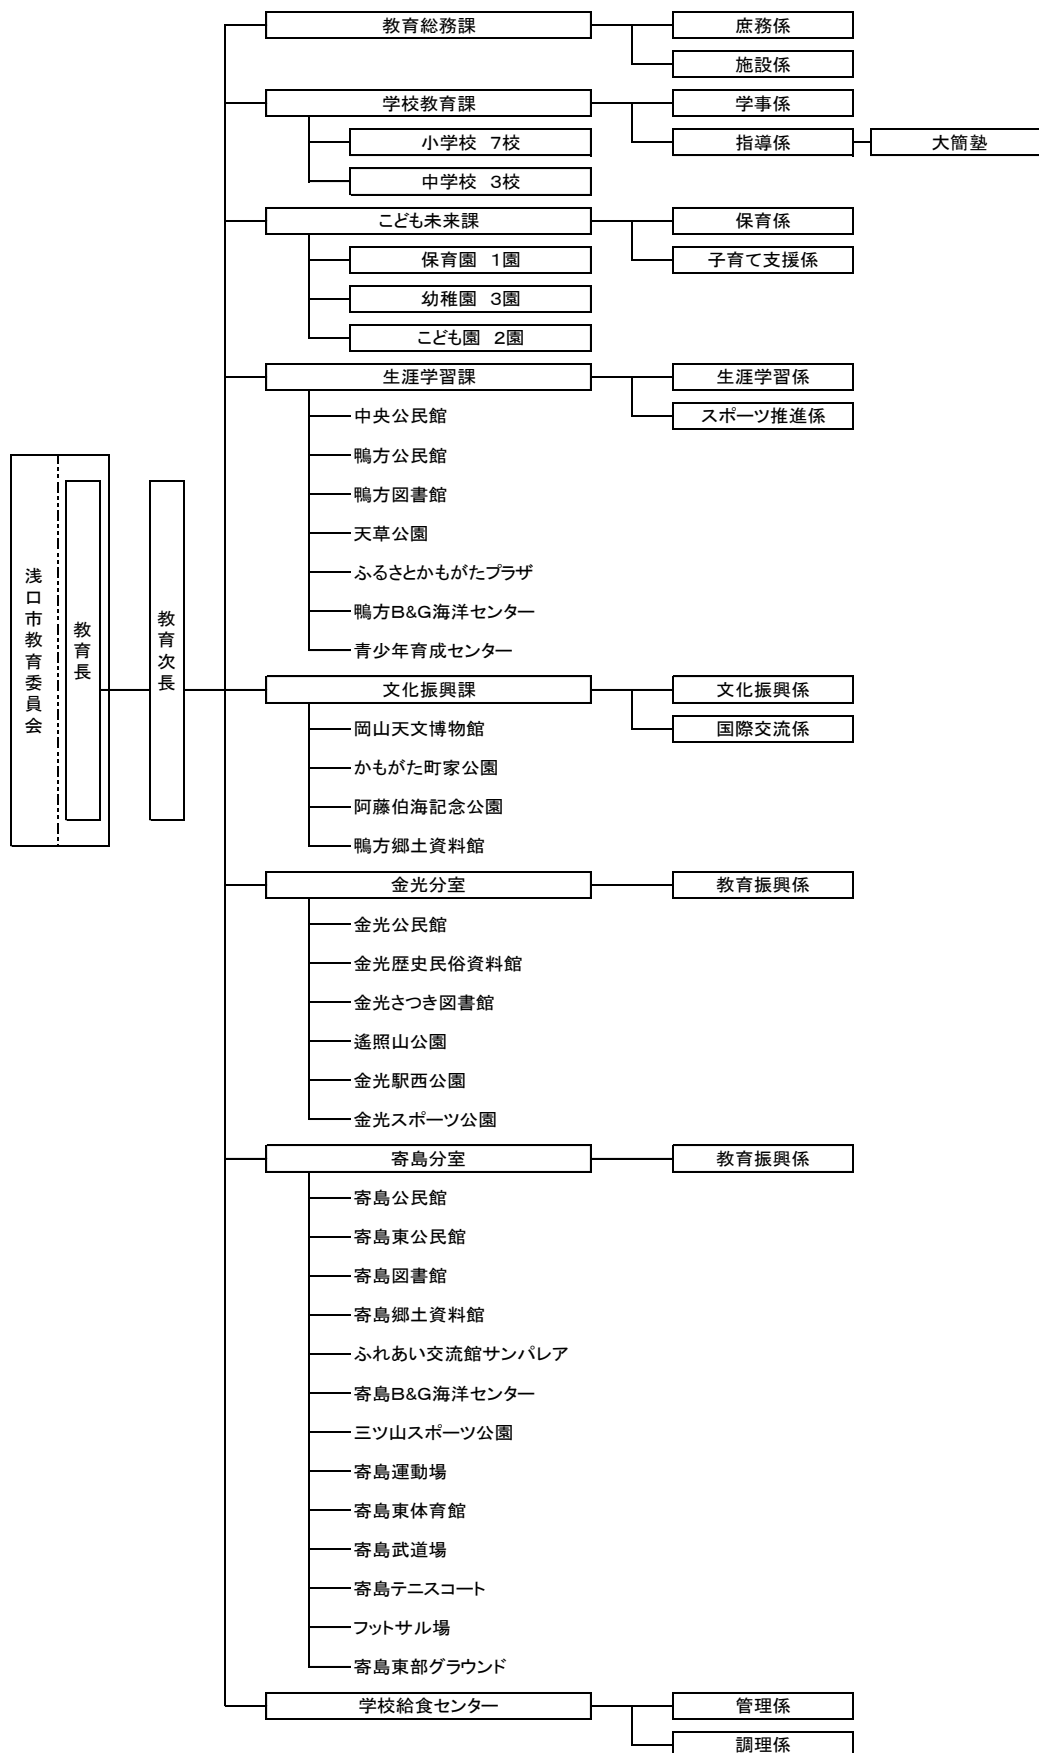 教育総務課
庶務係
施設係
学校教育課
学事係
小学校 7校
指導係
大簡塾
中学校 3校
こども未来課
保育係
保育園 1園
子育て支援係
幼稚園 3園
こども園 2園
生涯学習課
生涯学習係
中央公民館
スポーツ推進係
鴨方公民館
鴨方図書館
天草公園
ふるさとかもがたプラザ
鴨方B&G海洋センター
青少年育成センター
浅口市教育委員会
教育長
教育次長
文化振興課
文化振興係
岡山天文博物館
国際交流係
かもがた町家公園
阿藤伯海記念公園
鴨方郷土資料館
金光分室
教育振興係
金光公民館
金光歴史民俗資料館
金光さつき図書館
遙照山公園
金光駅西公園
金光スポーツ公園
寄島分室
教育振興係
寄島公民館
寄島東公民館
寄島図書館
寄島郷土資料館
ふれあい交流館サンパレア
寄島B&G海洋センター
三ツ山スポーツ公園
寄島運動場
寄島東体育館
寄島武道場
寄島テニスコート
フットサル場
寄島東部グラウンド
学校給食センター
管理係
調理係